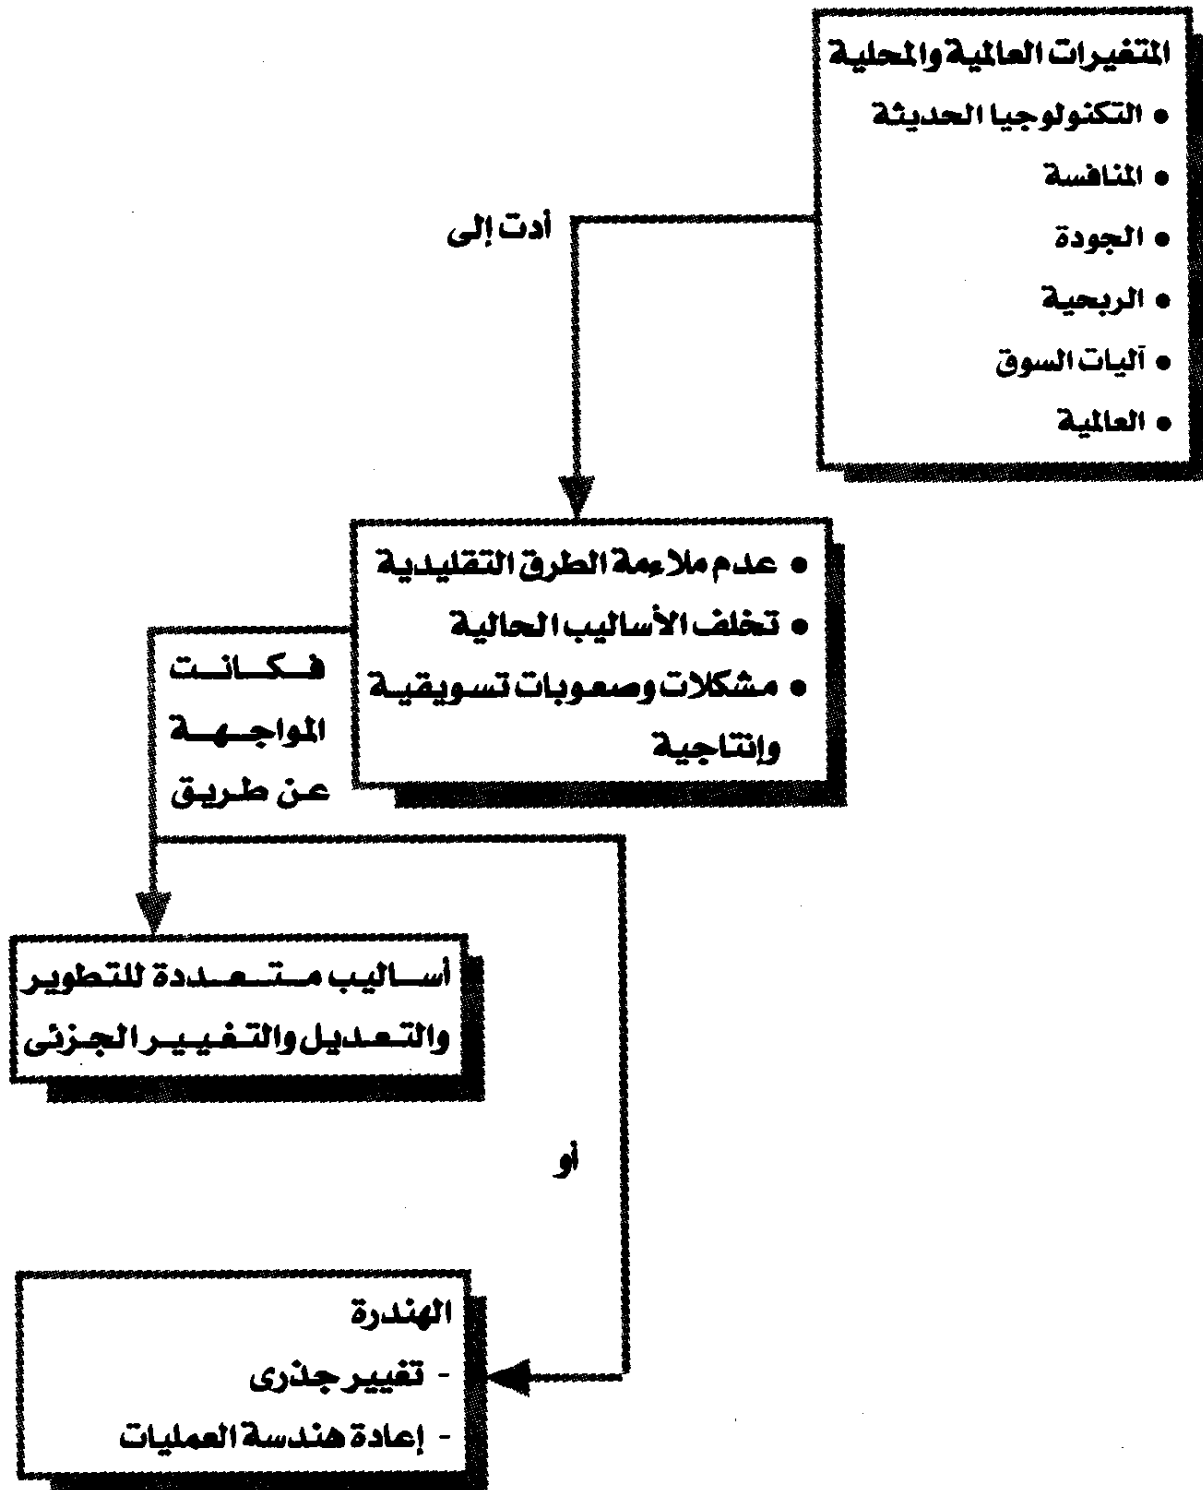 المتغيرات العالمية والمحلية
• التكنولوجيا الحديثة
• المنافسة
• الجودة
• الربحية
• آليات السوق
• العالمية
أدت إلى
• عدم ملاءمة الطرق التقليدية
• تخلف الأساليب الحالية
• مشكلات وصعوبات تسويقية
وإنتاجية
فكانت
المواجهة
عن طريق
أساليب متعددة للتطوير
والتعديل والتغيير الجزئى
أو
الهندرة
- تغيير جذرى
- إعادة هندسة العمليات